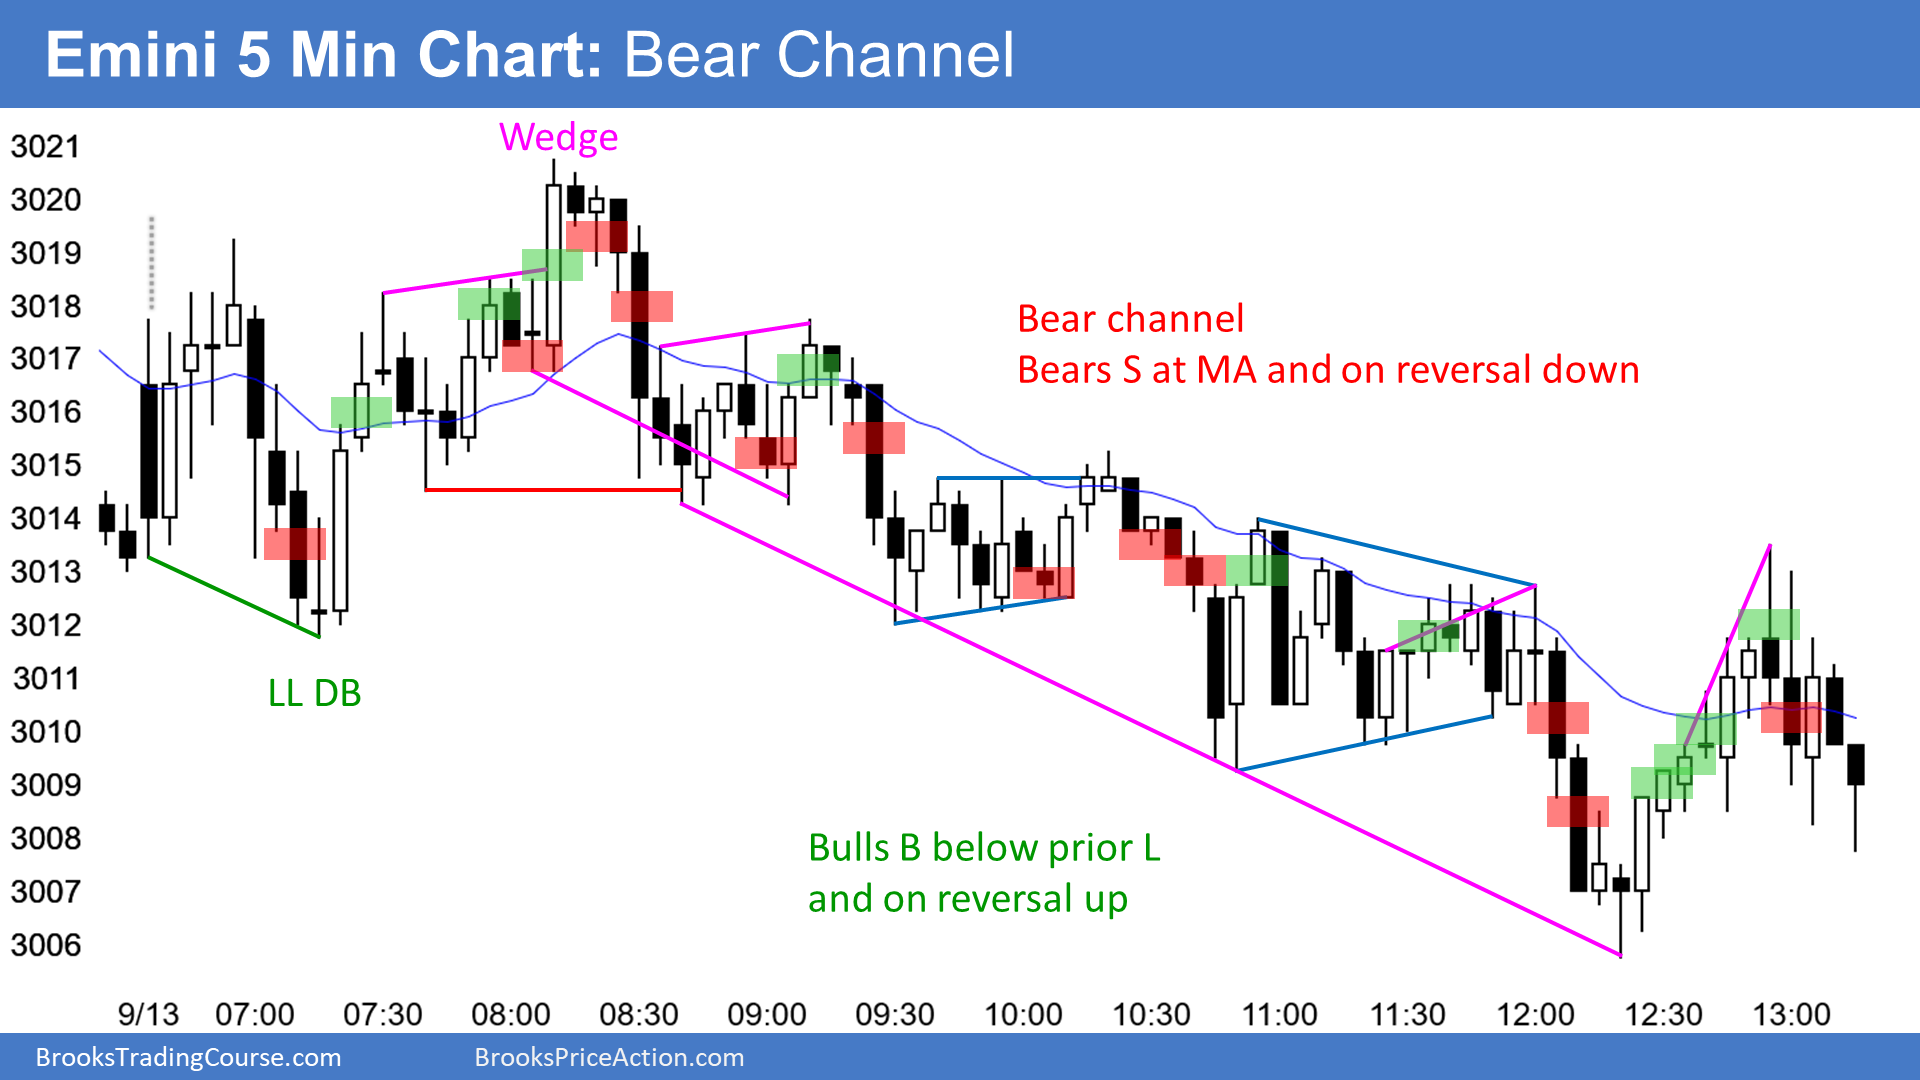 Emini 5 Min Chart: Bear Channel
Wedge
3021
3020
3019
3018
3017
3016
3015
3014
3013
3012
3011
3010
3009
3008
3007
3006
Bear channel
Bears S at MA and on reversal down
LL DB
Bulls B below prior L
and on reversal up
9/13 07:00 07:30 08:00 08:30 09:00 09:30 10:00 10:30 11:00 11:30 12:00 12:30 13:00
BrooksTradingCourse.com BrooksPriceAction.com